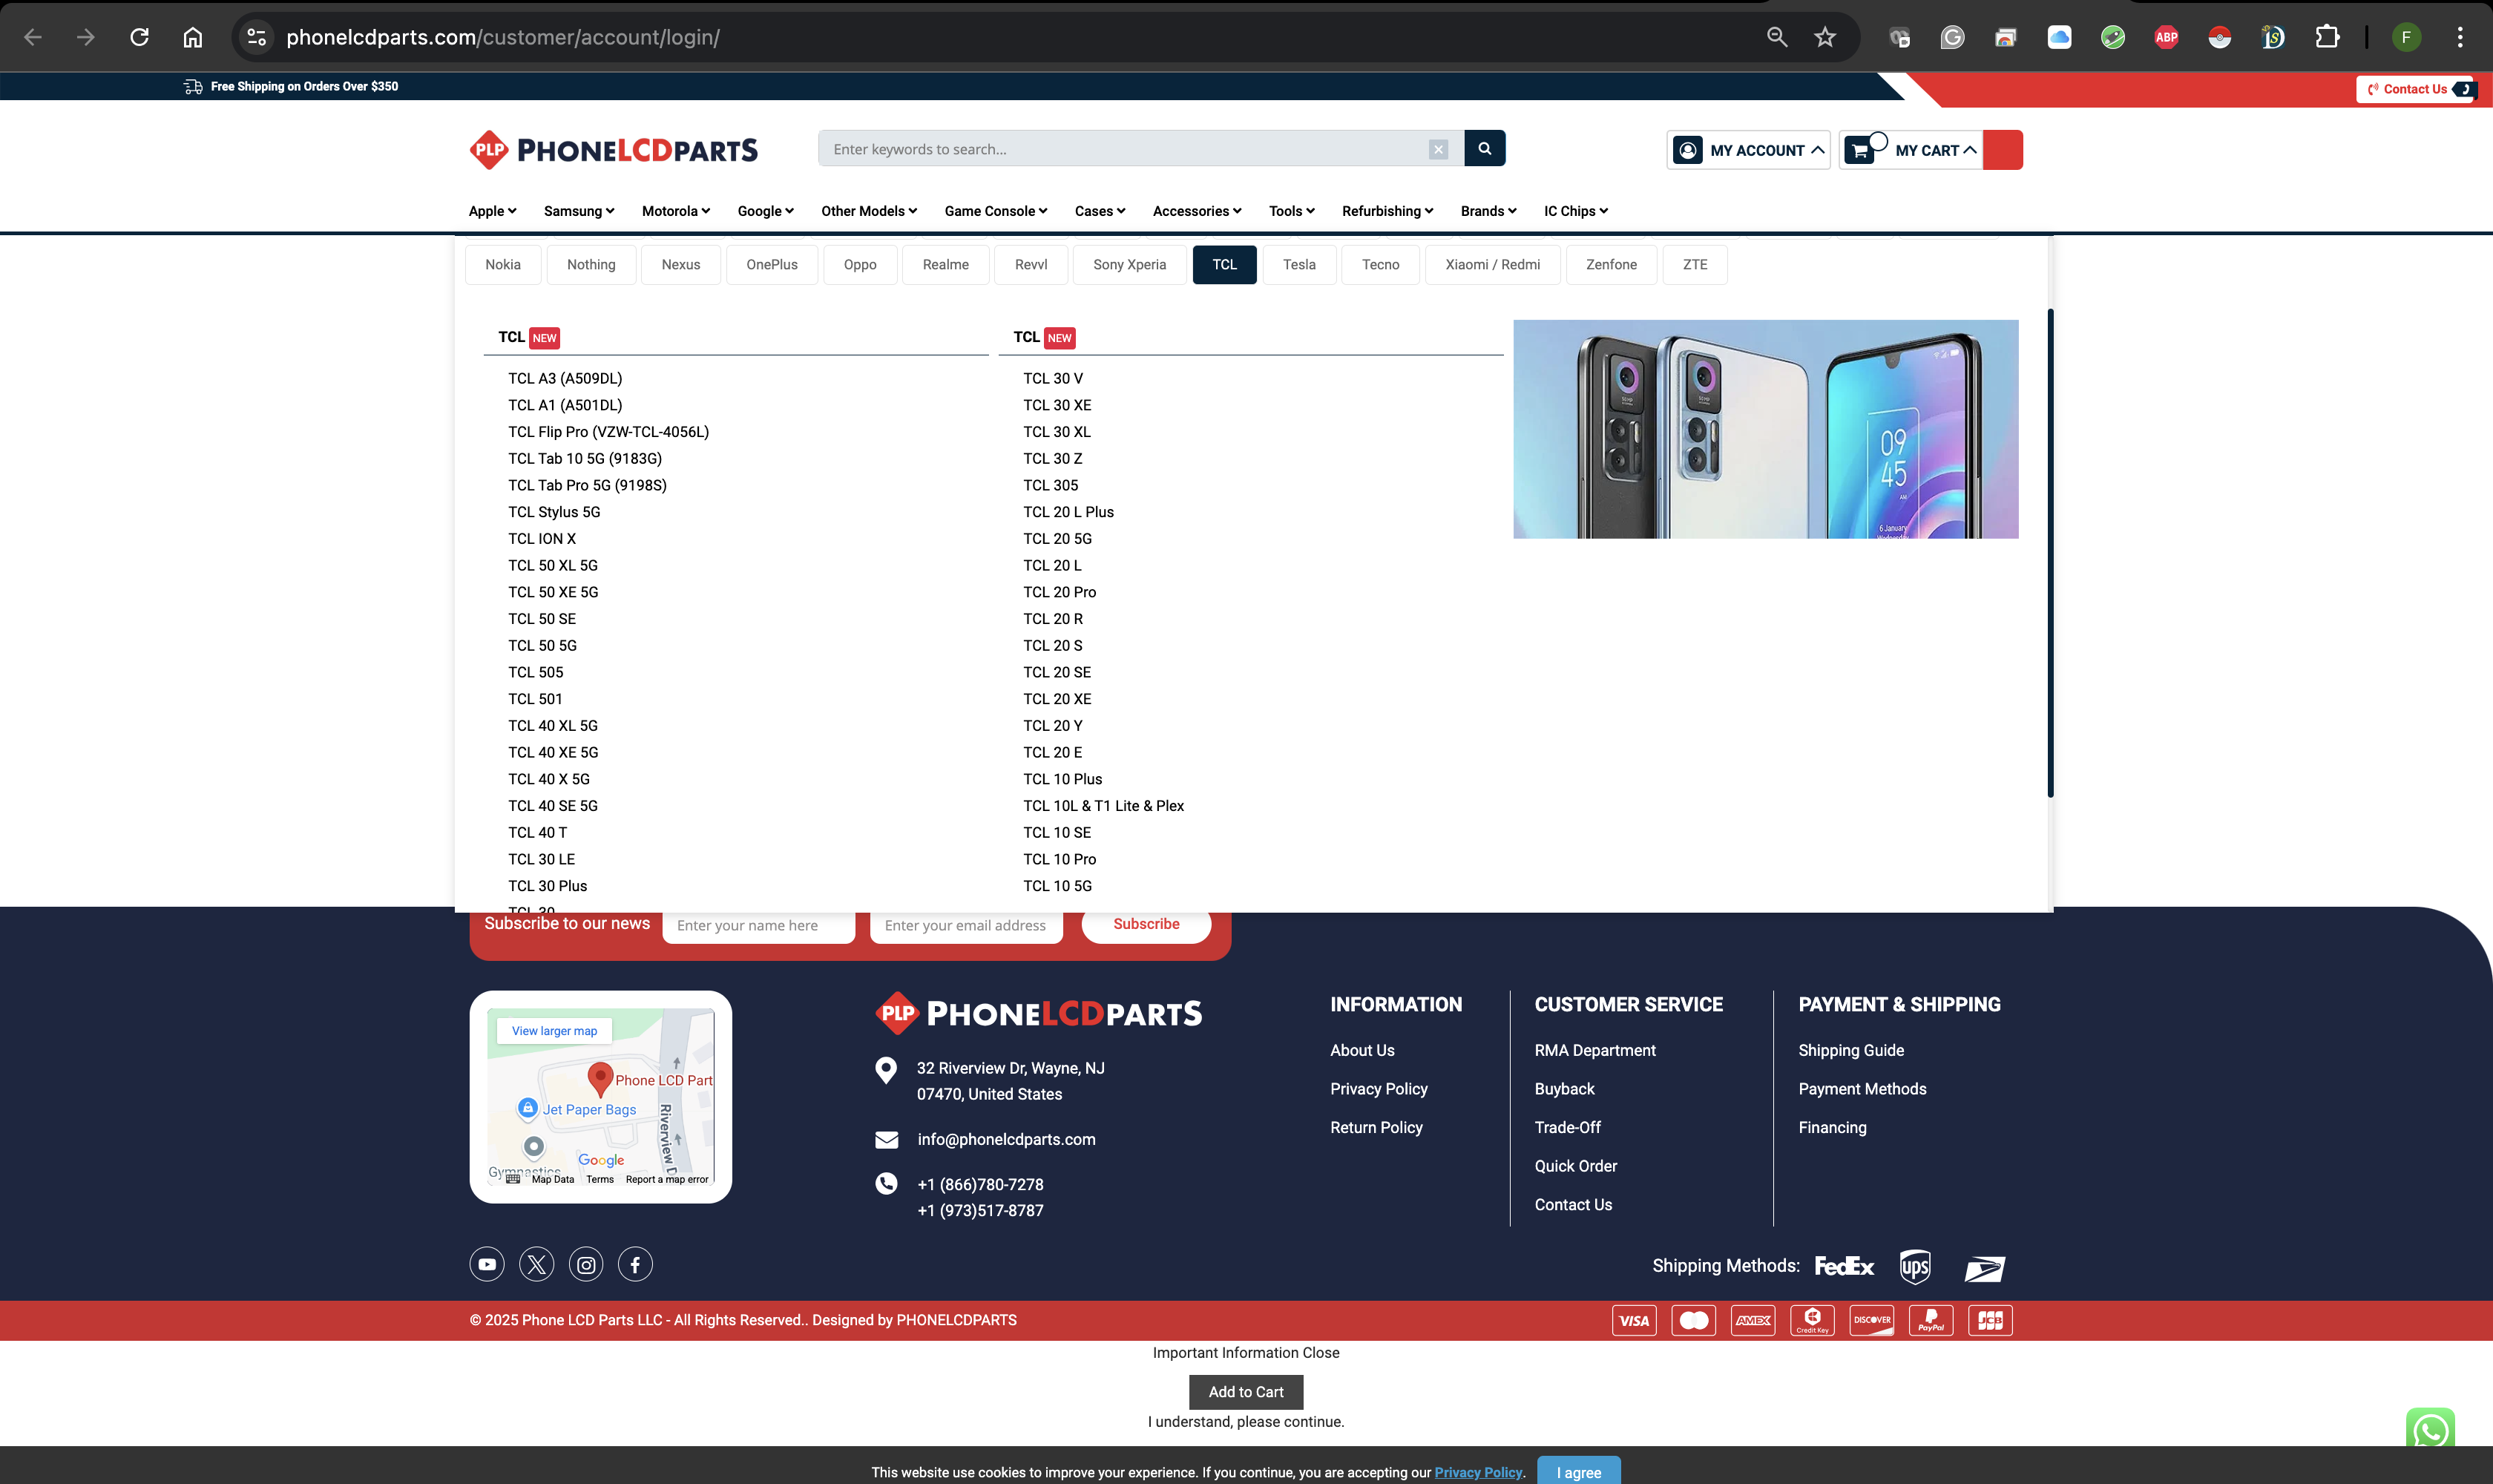 phonelcdparts.com/customer/account/login/
ABP
F
Free Shipping on Orders Over $350
Contact Us
PLP PHONELCDPARTS
Enter keywords to search...
MY ACCOUNT
MY CART
Apple
Samsung
Motorola
Google
Other Models
Game Console
Cases
Accessories
Tools
Refurbishing
Brands
IC Chips
Nokia
Nothing
Nexus
OnePlus
Oppo
Realme
Revvl
Sony Xperia
TCL
Tesla
Tecno
Xiaomi / Redmi
Zenfone
ZTE
TCL NEW
TCL A3 (A509DL)
TCL A1 (A501DL)
TCL Flip Pro (VZW-TCL-4056L)
TCL Tab 10 5G (9183G)
TCL Tab Pro 5G (9198S)
TCL Stylus 5G
TCL ION X
TCL 50 XL 5G
TCL 50 XE 5G
TCL 50 SE
TCL 50 5G
TCL 505
TCL 501
TCL 40 XL 5G
TCL 40 XE 5G
TCL 40 X 5G
TCL 40 SE 5G
TCL 40 T
TCL 30 LE
TCL 30 Plus
TCL 30
TCL NEW
TCL 30 V
TCL 30 XE
TCL 30 XL
TCL 30 Z
TCL 305
TCL 20 L Plus
TCL 20 5G
TCL 20 L
TCL 20 Pro
TCL 20 R
TCL 20 S
TCL 20 SE
TCL 20 XE
TCL 20 Y
TCL 20 E
TCL 10 Plus
TCL 10L & T1 Lite & Plex
TCL 10 SE
TCL 10 Pro
TCL 10 5G
09
45
AM
6 January
Subscribe to our news
Enter your name here
Enter your email address
Subscribe
View larger map
Phone LCD Part
Jet Paper Bags
Riverview D
Gymnastics
Google
Map Data
Terms
Report a map error
PLP PHONELCDPARTS
32 Riverview Dr, Wayne, NJ
07470, United States
info@phonelcdparts.com
+1 (866)780-7278
+1 (973)517-8787
INFORMATION
About Us
Privacy Policy
Return Policy
CUSTOMER SERVICE
RMA Department
Buyback
Trade-Off
Quick Order
Contact Us
PAYMENT & SHIPPING
Shipping Guide
Payment Methods
Financing
Shipping Methods:
FedEx
ups
© 2025 Phone LCD Parts LLC - All Rights Reserved.. Designed by PHONELCDPARTS
VISA
AMEX
Credit Key
DISCOVER
PayPal
JCB
Important Information Close
Add to Cart
I understand, please continue.
This website use cookies to improve your experience. If you continue, you are accepting our Privacy Policy.
I agree